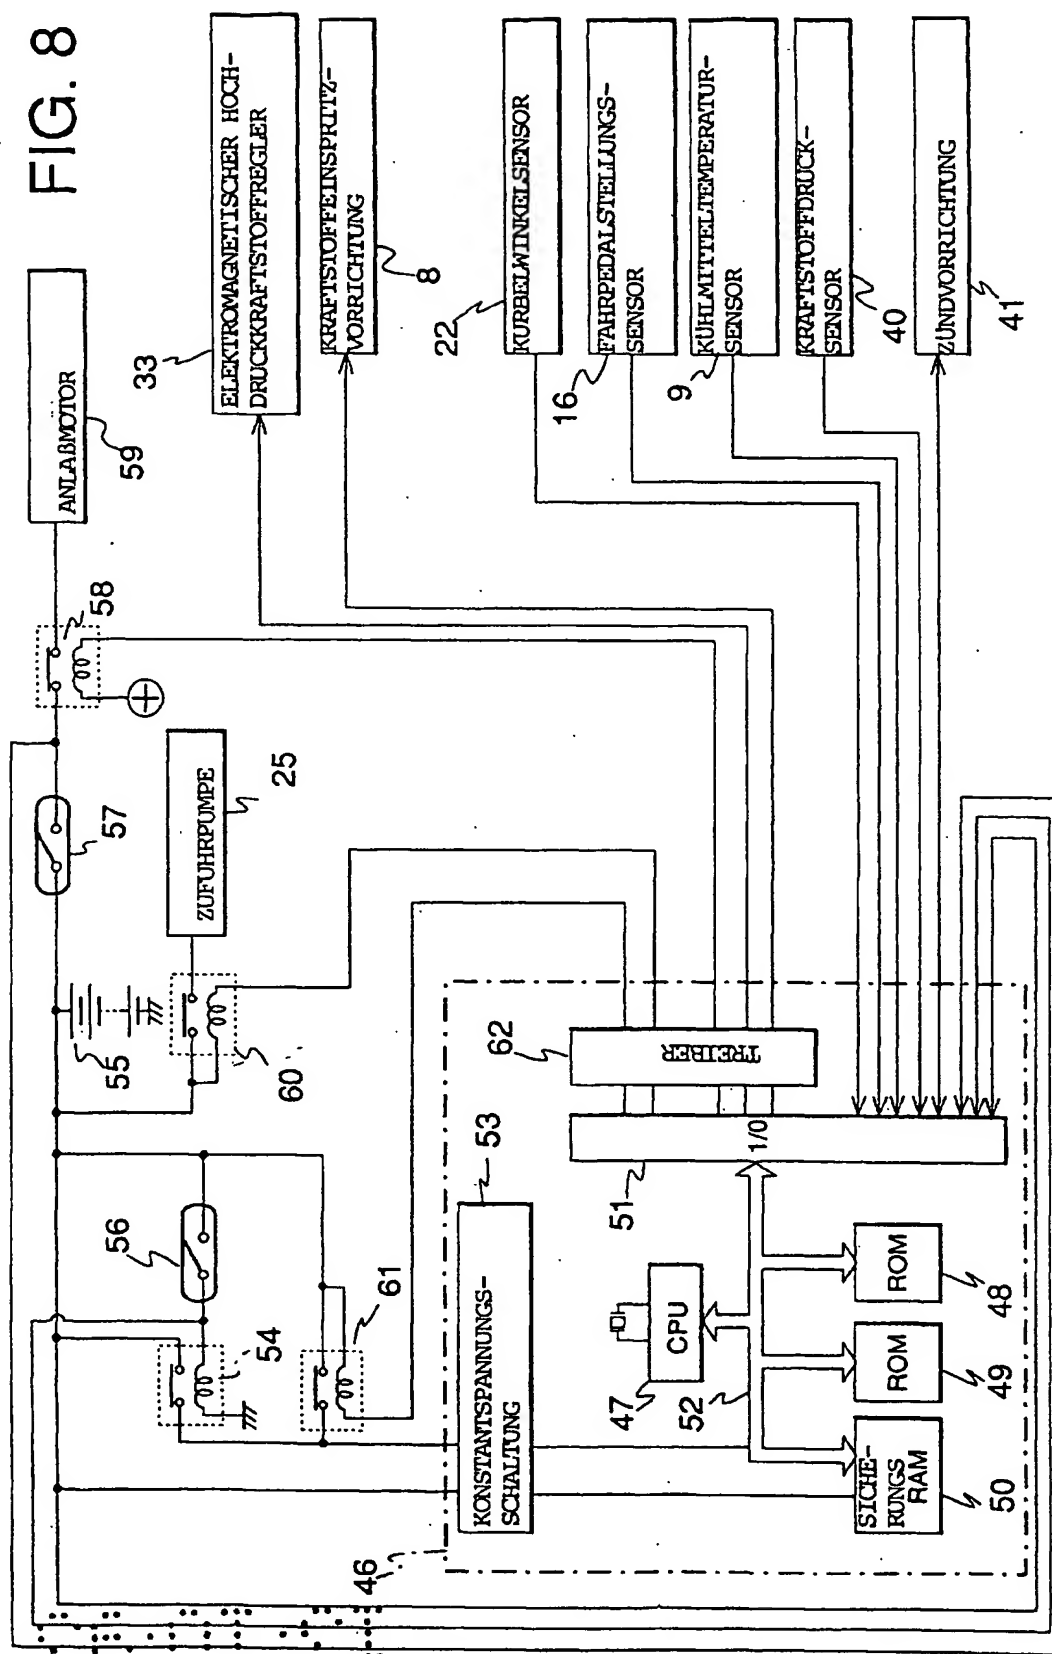 FIG. 8
ANLAßMOTOR
59
58
57
ZUFUHRPUMPE
25
55
60
56
54
61
33
ELEKTROMAGNETISCHER HOCH-
DRUCKKRAFTSTOFFREGLER
KRAFTSTOFFEINSPRITZ-
VORRICHTUNG
8
22
KURBELWINKELSENSOR
16
FAHRPEDALSTELLUNGS-
SENSOR
9
KÜHLMITTELTEMPERATUR-
SENSOR
KRAFTSTOFFDRUCK-
SENSOR
40
ZÜNDVORRICHTUNG
41
46
KONSTANTSPANNUNGS-
SCHALTUNG
53
62
TREIBER
51
I/O
47
CPU
52
ROM
48
ROM
49
SICHE-
RUNGS
RAM
50